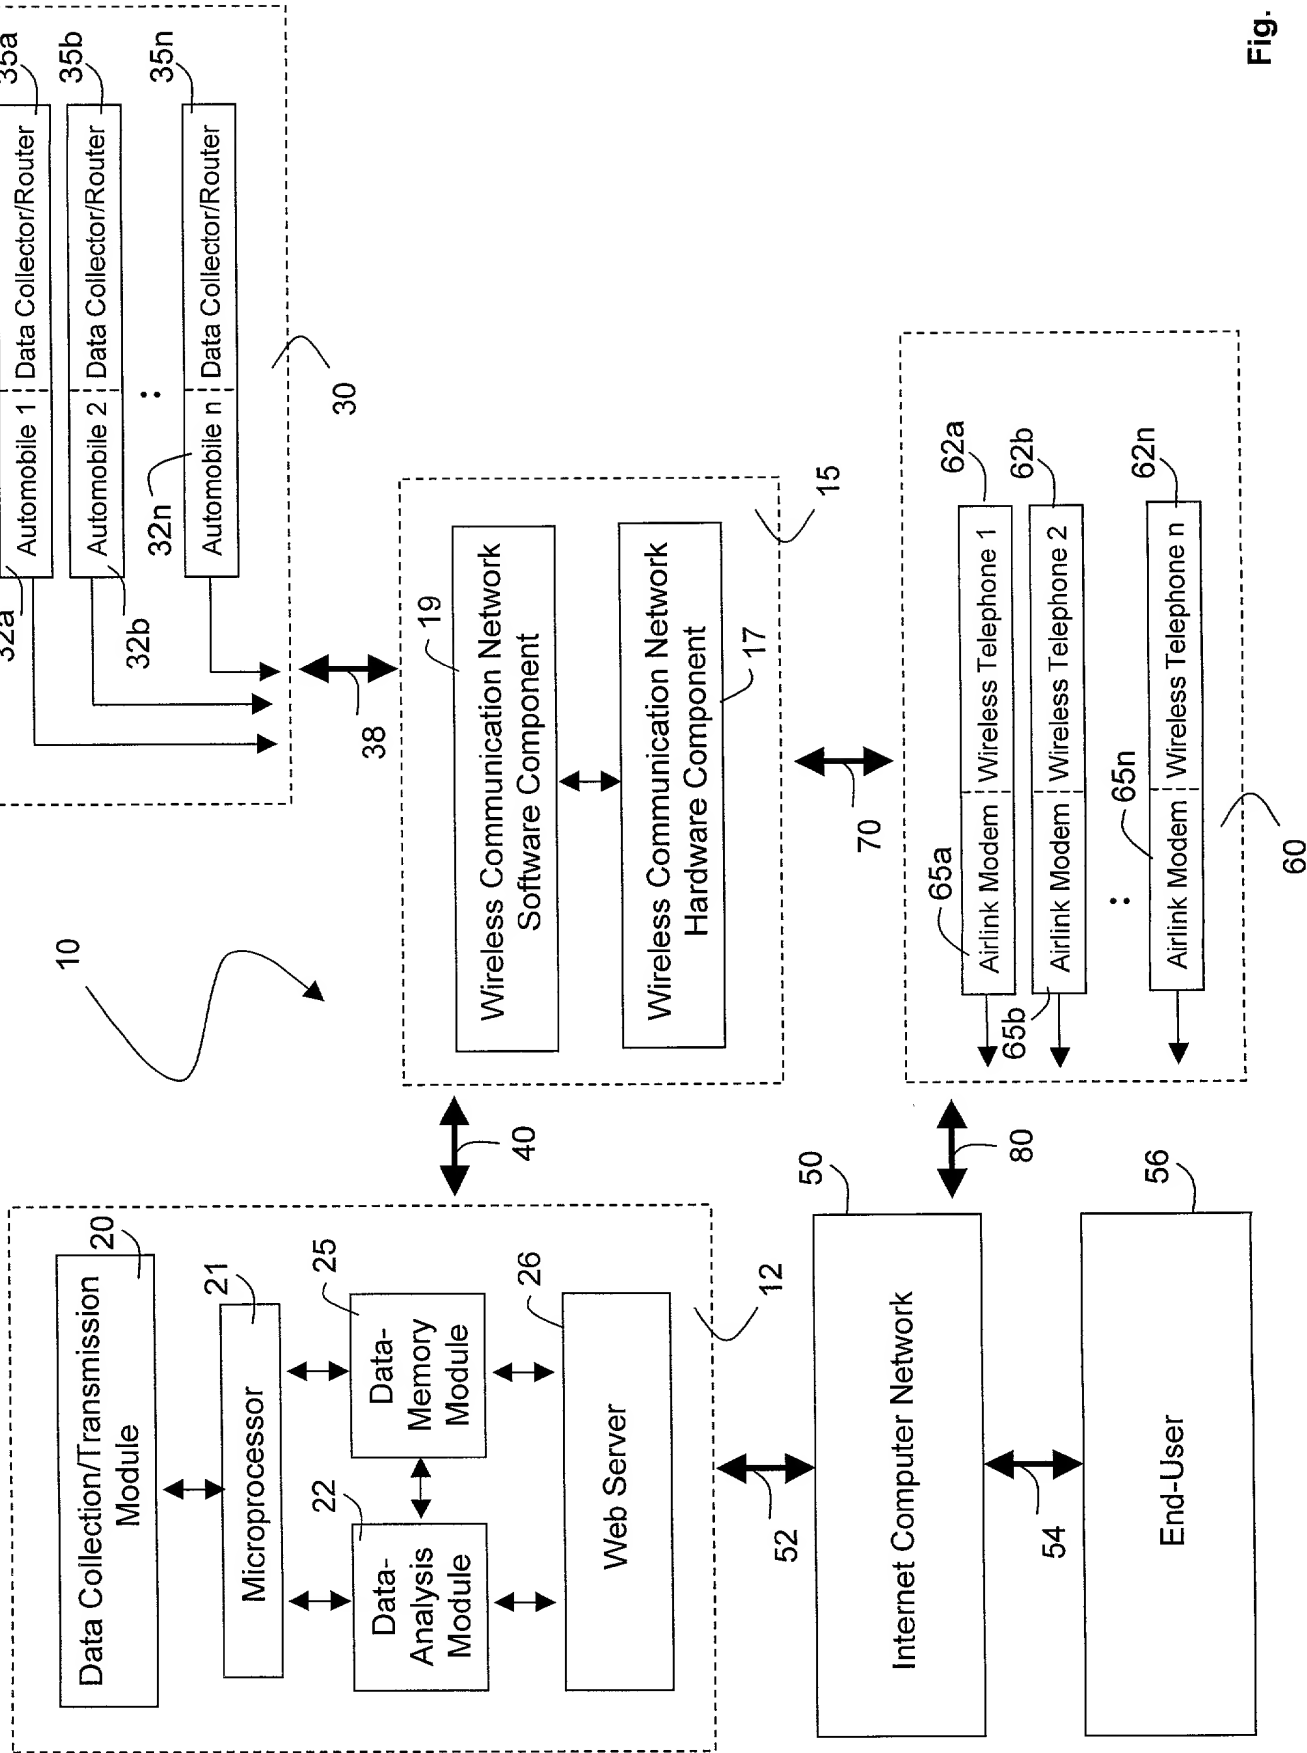 20
Data Collection/Transmission
Module
21
Microprocessor
22
Data-
Analysis
Module
25
Data-
Memory
Module
26
Web Server
12
52
50
Internet Computer Network
54
56
End-User
10
40
80
19
Wireless Communication Network
Software Component
Wireless Communication Network
Hardware Component
17
15
38
70
32a
Automobile 1 Data Collector/Router
35a
32b
Automobile 2 Data Collector/Router
35b
32n
Automobile n Data Collector/Router
35n
30
65a
Airlink Modem Wireless Telephone 1
62a
65b
Airlink Modem Wireless Telephone 2
62b
65n
Airlink Modem Wireless Telephone n
62n
60
Fig.